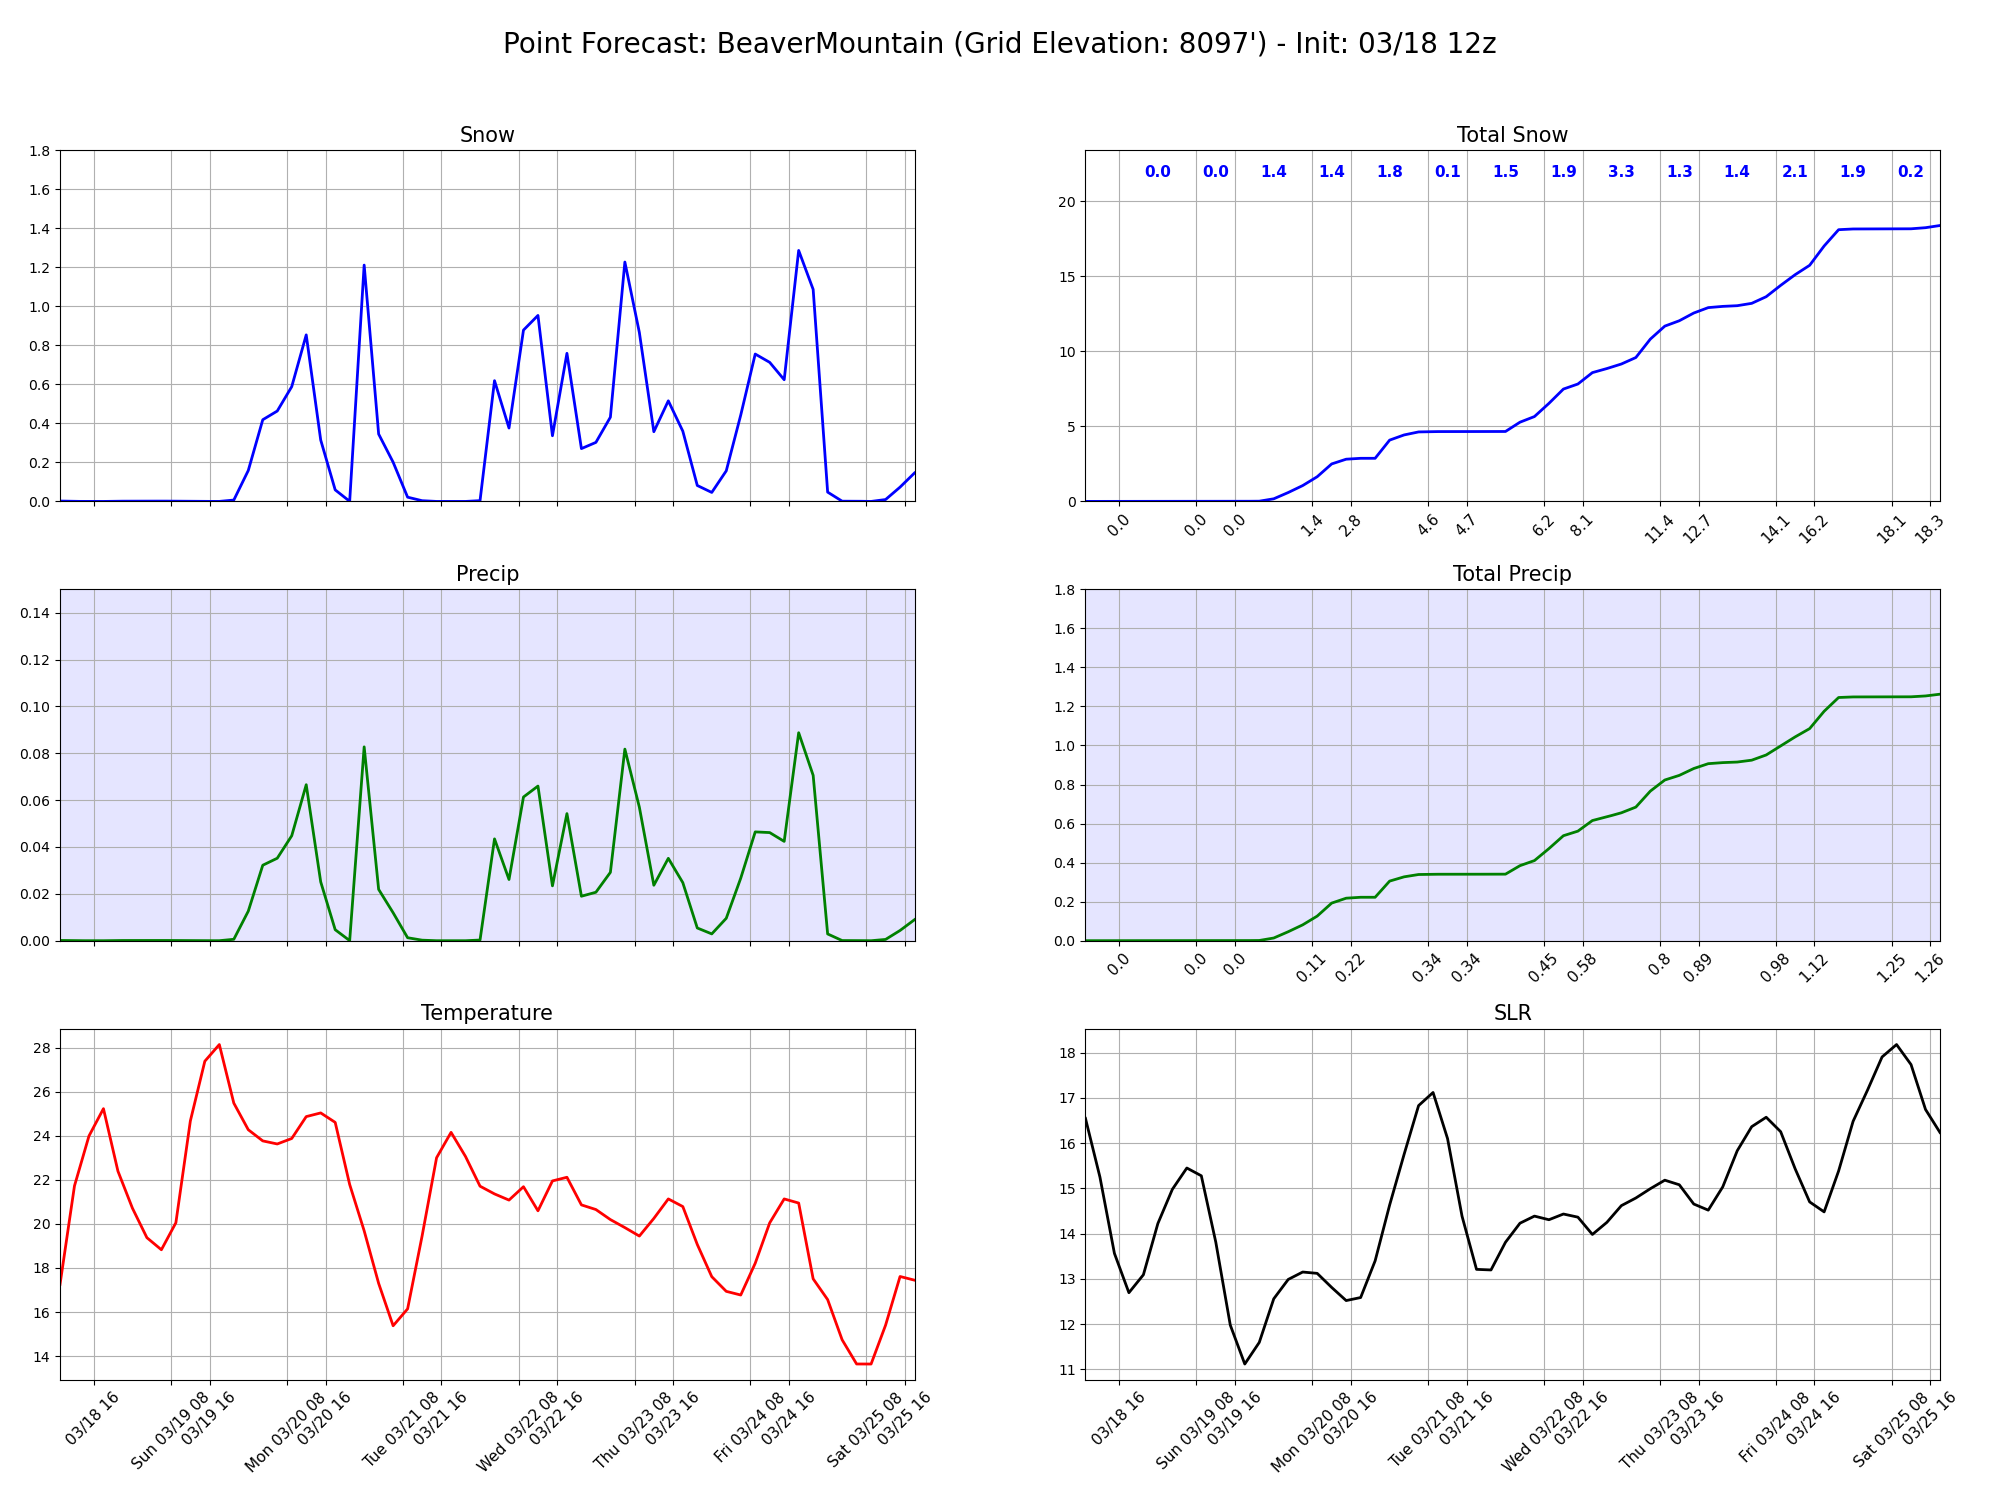 Point Forecast: BeaverMountain (Grid Elevation: 8097') - Init: 03/18 12z
Snow
1.8
1.6
1.4
1.2
1.0
0.8
0.6
0.4
0.2
0.0
Total Snow
0.0 0.0 1.4 1.4 1.8 0.1 1.5 1.9 3.3 1.3 1.4 2.1 1.9 0.2
20
15
10
5
0
0.0 0.0 0.0 1.4 2.8 4.6 4.7 6.2 8.1 11.4 12.7 14.1 16.2 18.1 18.3
Precip
0.14
0.12
0.10
0.08
0.06
0.04
0.02
0.00
Total Precip
1.8
1.6
1.4
1.2
1.0
0.8
0.6
0.4
0.2
0.0
0.0 0.0 0.0 0.11 0.22 0.34 0.34 0.45 0.58 0.8 0.89 0.98 1.12 1.25 1.26
Temperature
28
26
24
22
20
18
16
14
03/18 16
Sun 03/19 08
03/19 16
Mon 03/20 08
03/20 16
Tue 03/21 08
03/21 16
Wed 03/22 08
03/22 16
Thu 03/23 08
03/23 16
Fri 03/24 08
03/24 16
Sat 03/25 08
03/25 16
SLR
18
17
16
15
14
13
12
11
03/18 16
Sun 03/19 08
03/19 16
Mon 03/20 08
03/20 16
Tue 03/21 08
03/21 16
Wed 03/22 08
03/22 16
Thu 03/23 08
03/23 16
Fri 03/24 08
03/24 16
Sat 03/25 08
03/25 16